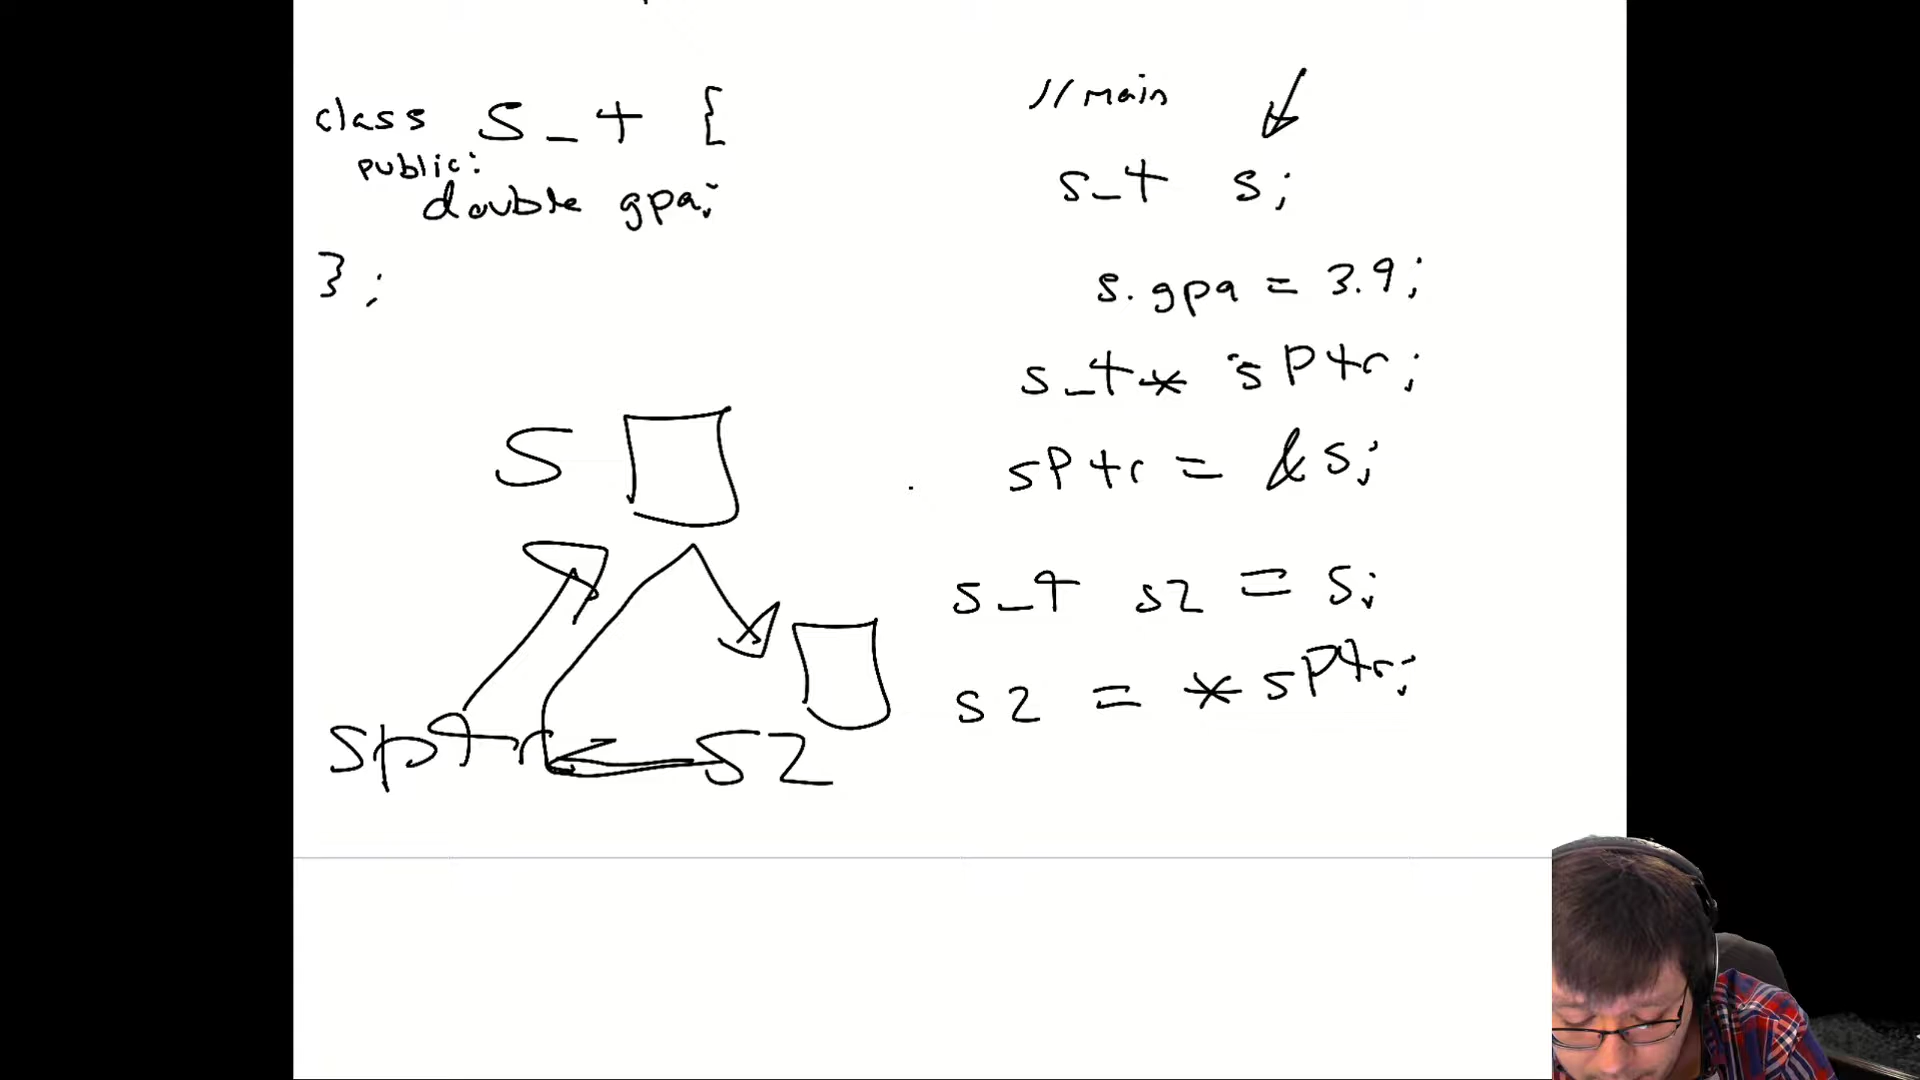 class s_t {
public:
double gpa;
};
//main
s_t s;
s.gpa = 3.9;
s_t* sPtr;
sPtr = &s;
s_t s2 = s;
s2 = *sPtr;
S
sptr
s2